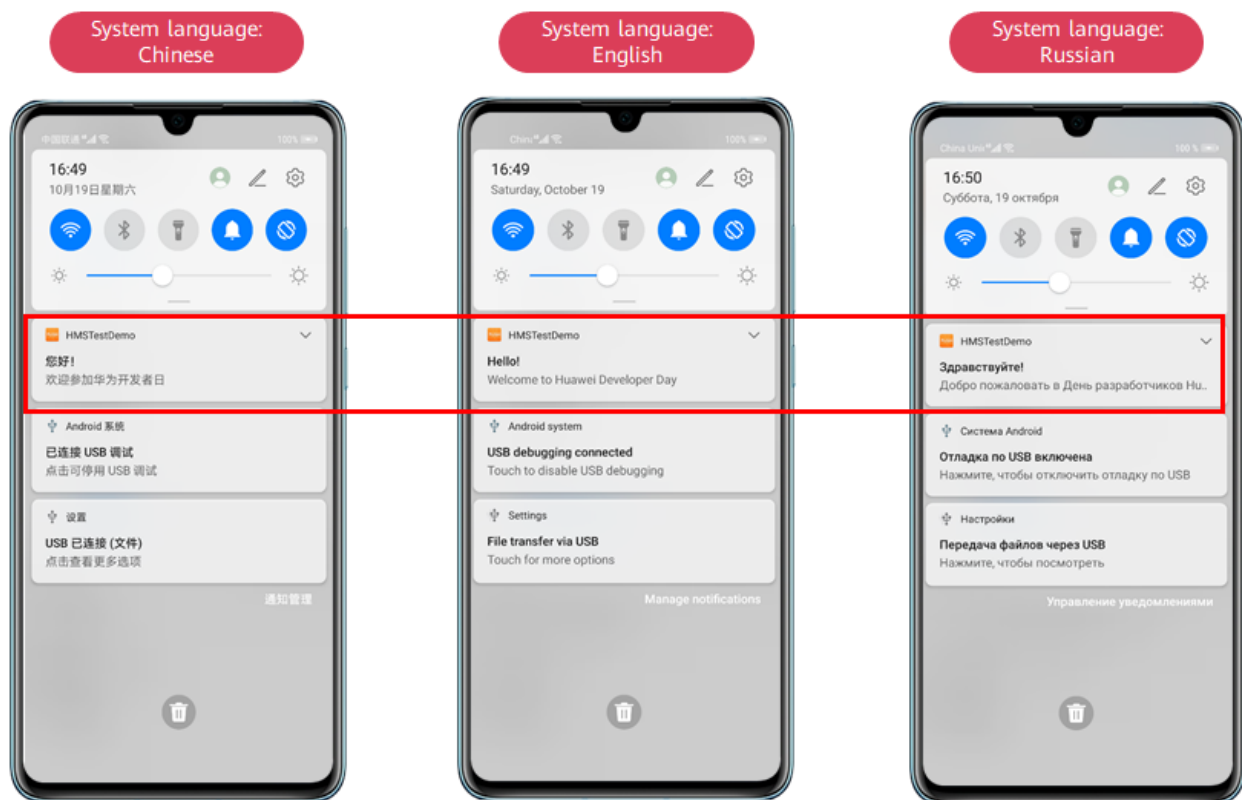 System language:
Chinese
System language:
English
System language:
Russian
中国联通
100%
16:49
10月19日星期六
HMSTestDemo
您好!
欢迎参加华为开发者日
Android 系统
已连接 USB 调试
点击可停用 USB 调试
设置
USB 已连接 (文件)
点击查看更多选项
通知管理
100%
16:49
Saturday, October 19
HMSTestDemo
Hello!
Welcome to Huawei Developer Day
Android system
USB debugging connected
Touch to disable USB debugging
Settings
File transfer via USB
Touch for more options
Manage notifications
China Uni
100 %
16:50
Суббота, 19 октября
HMSTestDemo
Здравствуйте!
Добро пожаловать в День разработчиков Hu..
Система Android
Отладка по USB включена
Нажмите, чтобы отключить отладку по USB
Настройки
Передача файлов через USB
Нажмите, чтобы посмотреть
Управление уведомлениями